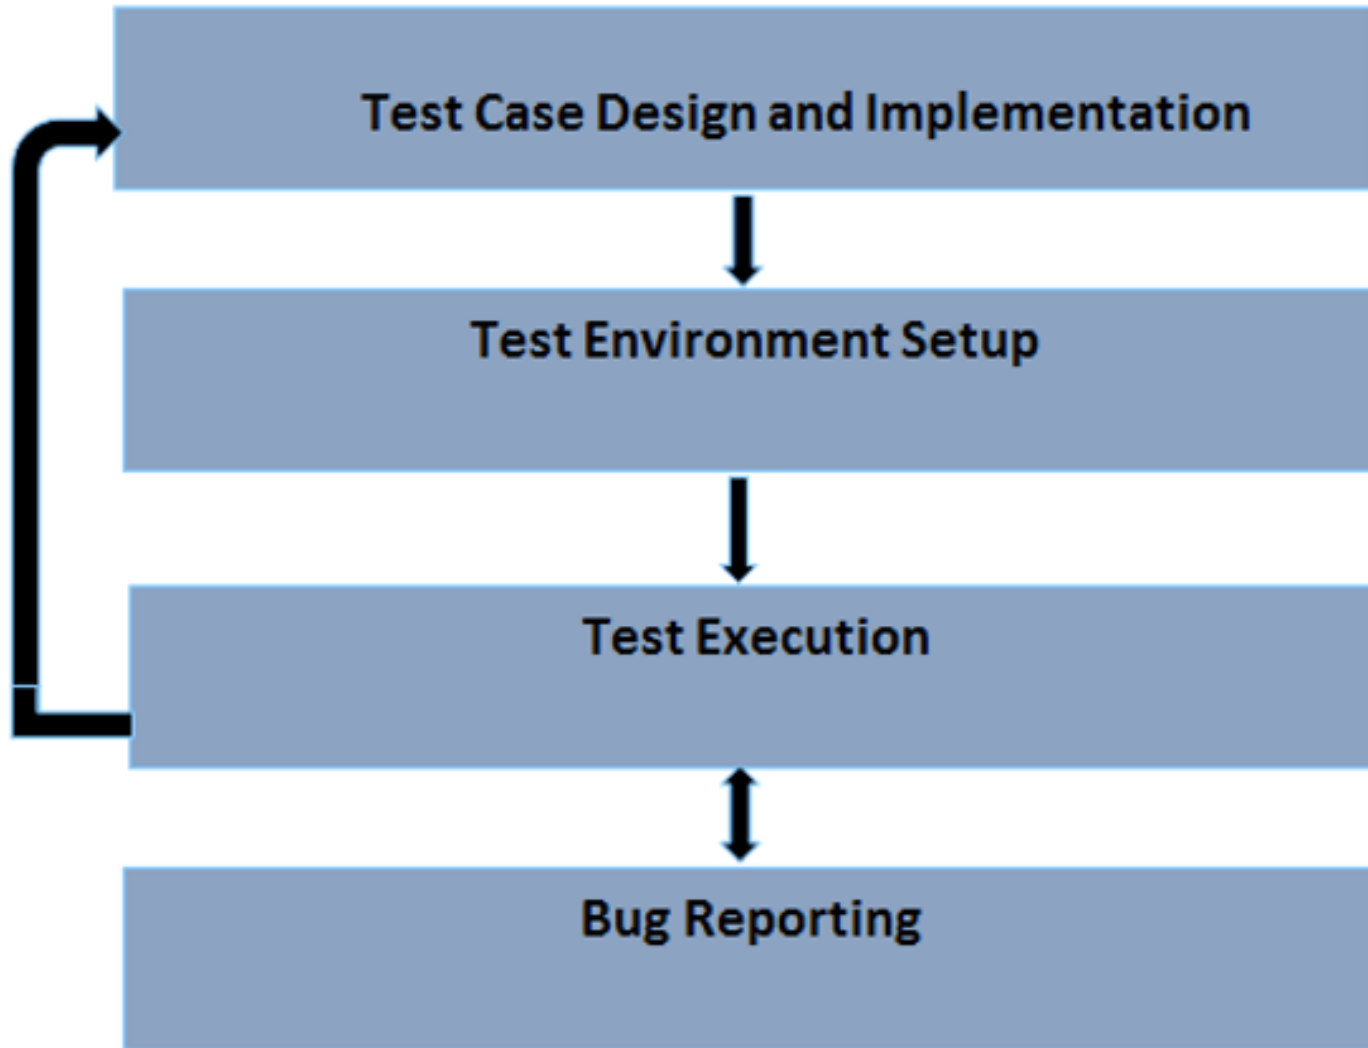 Test Case Design and Implementation
Test Environment Setup
Test Execution
Bug Reporting